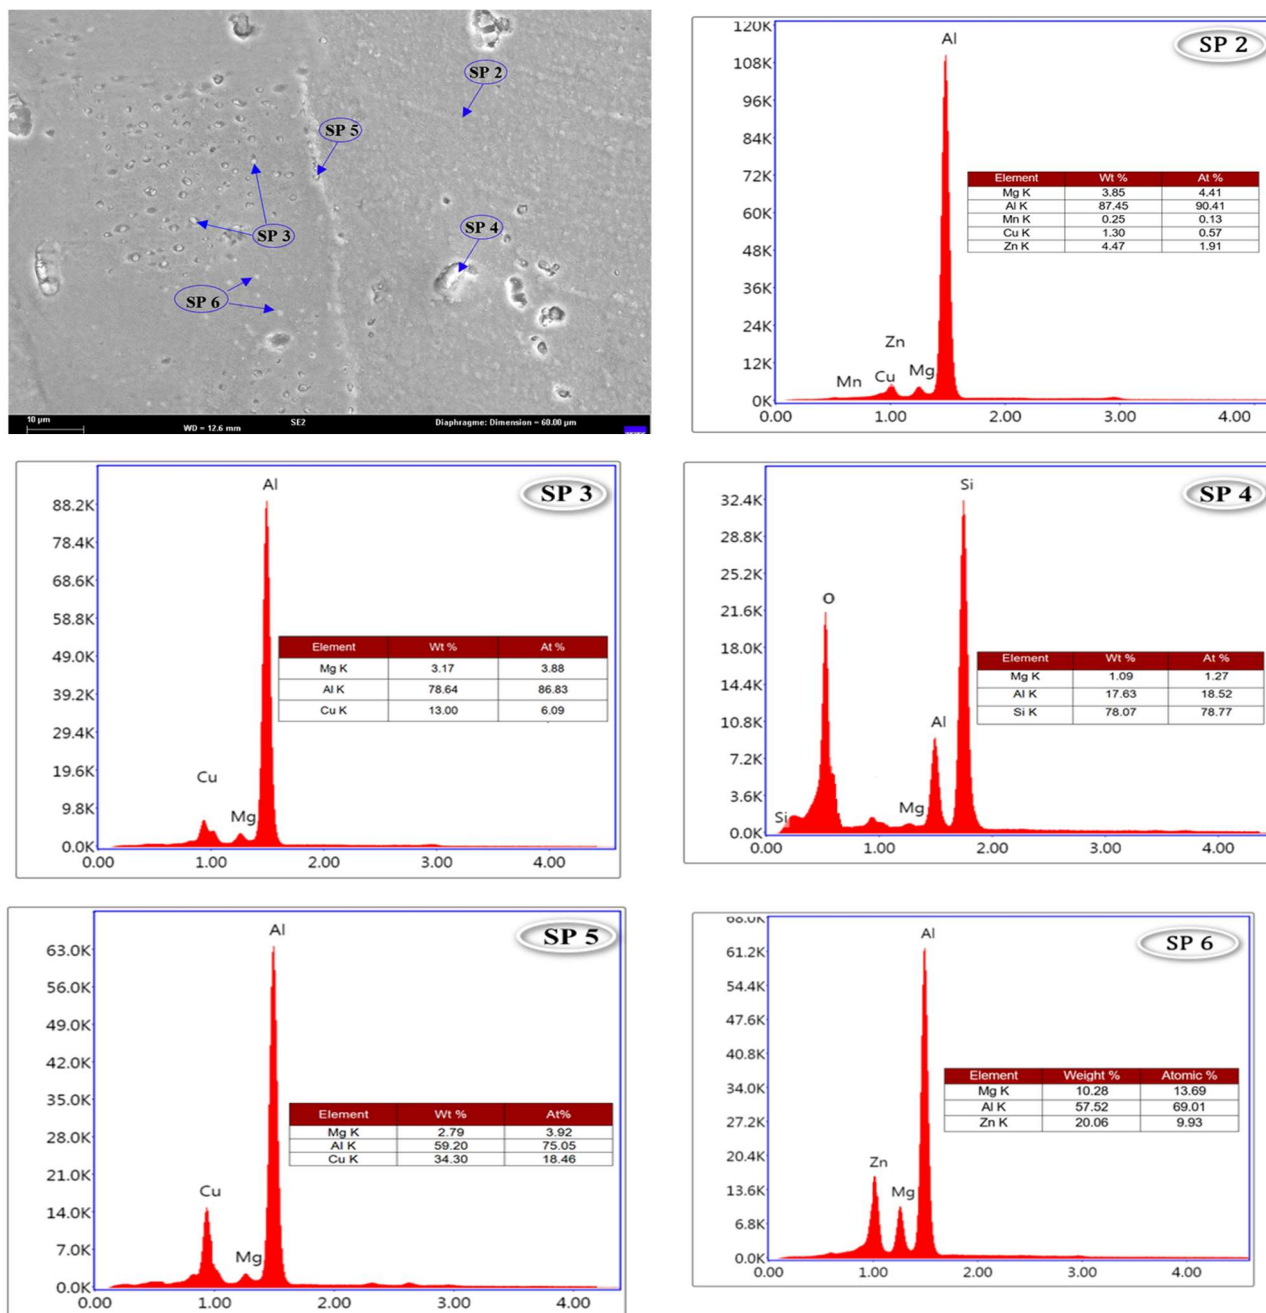 SP 2
SP 5
SP 3
SP 4
SP 6
10 µm
WD = 12.6 mm
SE2
Diaphragme: Dimension = 60.00 µm
120K
108K
96K
84K
72K
60K
48K
36K
24K
12K
0K
0.00 1.00 2.00 3.00 4.00
Al
SP 2
Element Wt % At %
Mg K 3.85 4.41
Al K 87.45 90.41
Mn K 0.25 0.13
Cu K 1.30 0.57
Zn K 4.47 1.91
Zn
Mn Cu Mg
SP 3
Al
88.2K
78.4K
68.6K
58.8K
49.0K
39.2K
29.4K
19.6K
9.8K
0.0K
0.00 1.00 2.00 3.00 4.00
Element Wt % At %
Mg K 3.17 3.88
Al K 78.64 86.83
Cu K 13.00 6.09
Cu
Mg
SP 4
Si
32.4K
28.8K
25.2K
21.6K
18.0K
14.4K
10.8K
7.2K
3.6K
0.0K
0.00 1.00 2.00 3.00 4.00
O
Element Wt % At %
Mg K 1.09 1.27
Al K 17.63 18.52
Si K 78.07 78.77
Al
Mg
Si
SP 5
Al
63.0K
56.0K
49.0K
42.0K
35.0K
28.0K
21.0K
14.0K
7.0K
0.0K
0.00 1.00 2.00 3.00 4.00
Element Wt % At%
Mg K 2.79 3.92
Al K 59.20 75.05
Cu K 34.30 18.46
Cu
Mg
SP 6
Al
68.0K
61.2K
54.4K
47.6K
40.8K
34.0K
27.2K
20.4K
13.6K
6.8K
0.0K
0.00 1.00 2.00 3.00 4.00
Element Weight % Atomic %
Mg K 10.28 13.69
Al K 57.52 69.01
Zn K 20.06 9.93
Zn
Mg